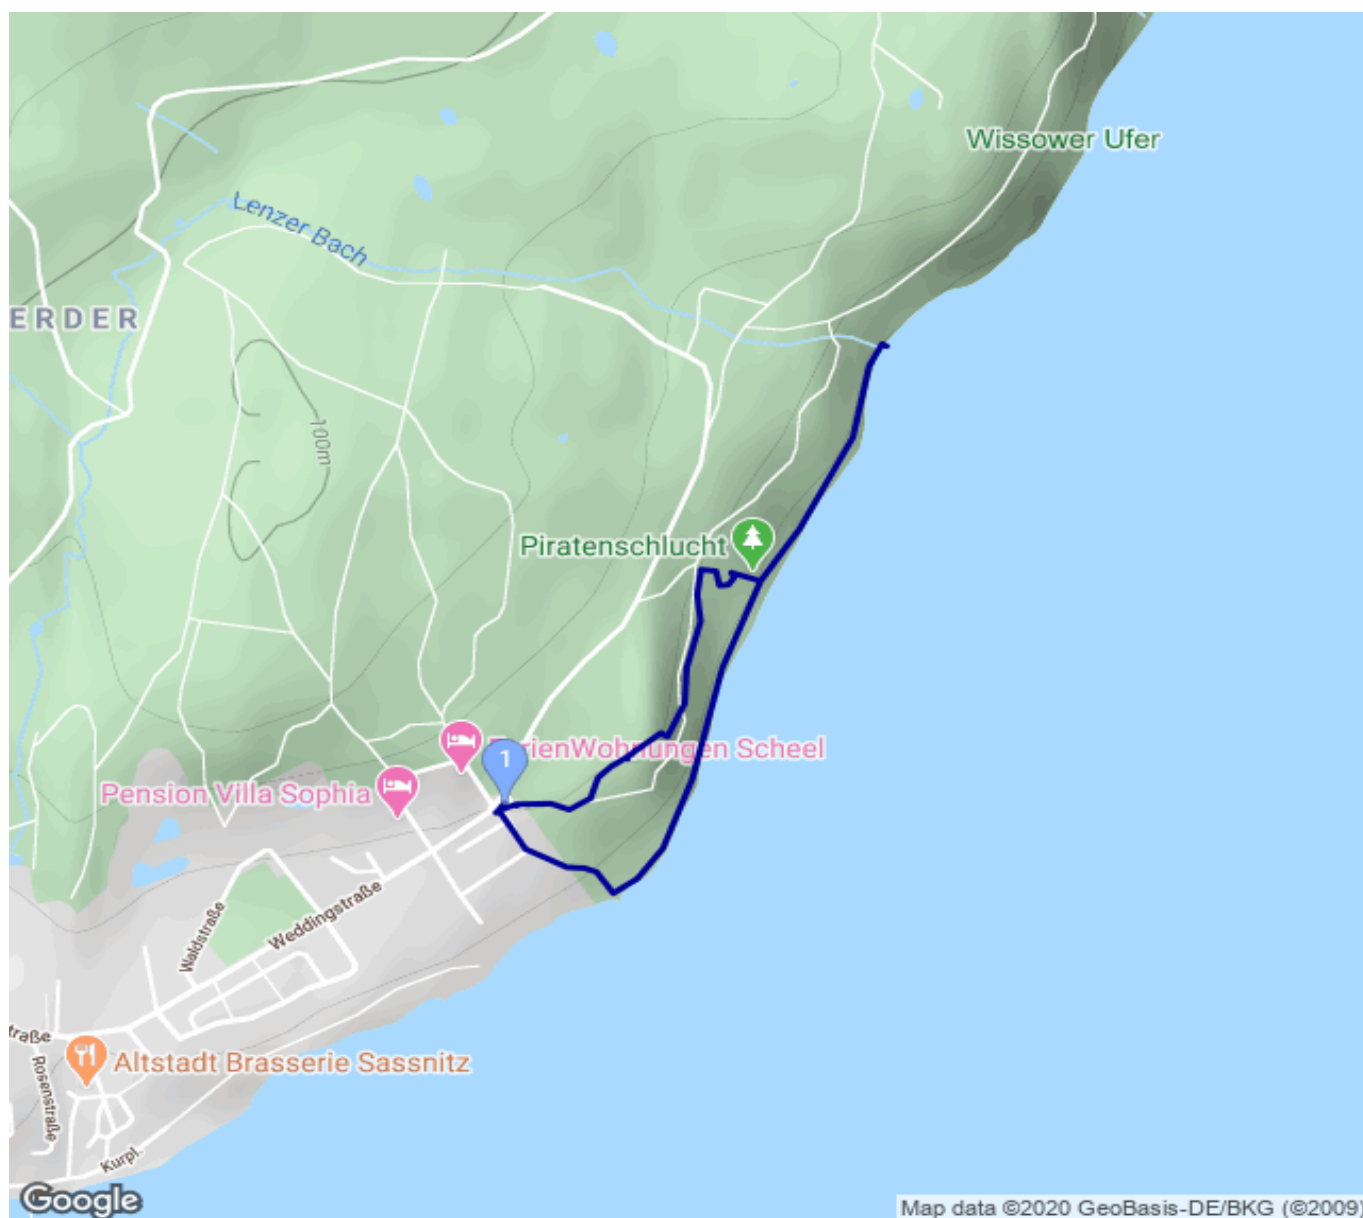 Wissower Ufer
Lenzer Bach
ERDER
100m
Piratenschlucht
FerienWohnungen Scheel
1
Pension Villa Sophia
Weddingstraße
Waldstraße
traße
Rosenstraße
Altstadt Brasserie Sassnitz
Kurpl.
Google
Map data ©2020 GeoBasis-DE/BKG (©2009)